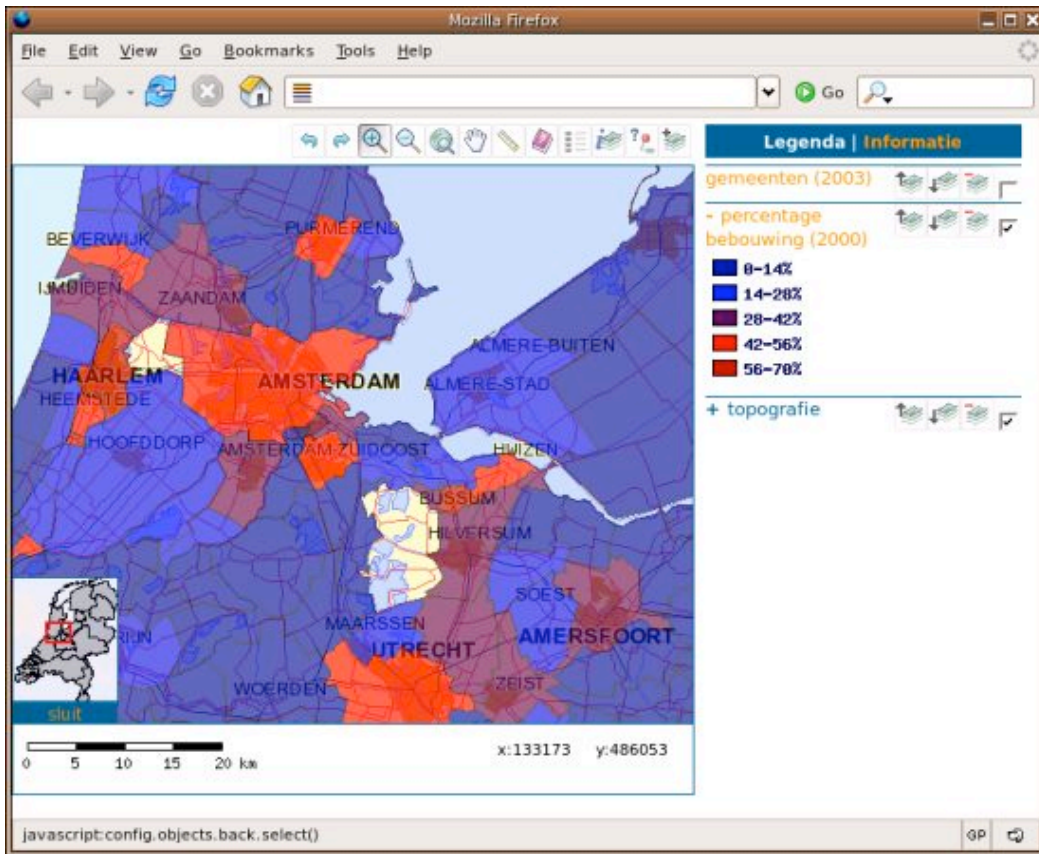 Mozilla Firefox
File Edit View Go Bookmarks Tools Help
Go
Legenda | Informatie
gemeenten (2003)
- percentage
bebouwing (2000)
0-14%
14-28%
28-42%
42-56%
56-70%
+ topografie
PURMEREND
BEVERWIJK
IJMUIDEN
ZAANDAM
ALMERE-BUITEN
HAARLEM
AMSTERDAM
ALMERE-STAD
HEEMSTEDE
HOOFDDORP
AMSTERDAM-ZUIDOOST
HUIZEN
BUSSUM
HILVERSUM
SOEST
MAARSSEN
RIJN
UTRECHT
AMERSFOORT
WOERDEN
ZEIST
sluit
0 5 10 15 20 km
x:133173 y:486053
javascript:config.objects.back.select()
GP